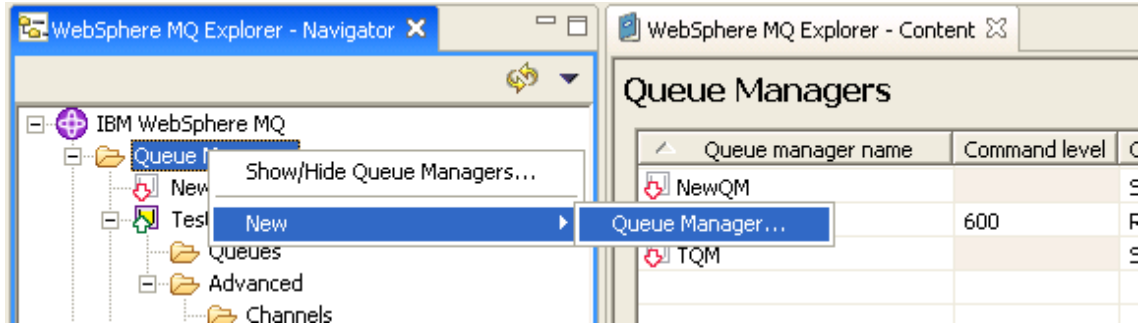 WebSphere MQ Explorer - Navigator
WebSphere MQ Explorer - Content
Queue Managers
IBM WebSphere MQ
Queue
Show/Hide Queue Managers...
New
Queue Manager...
Queue manager name
Command level
NewQM
600
TQM
New
Queues
Advanced
Channels